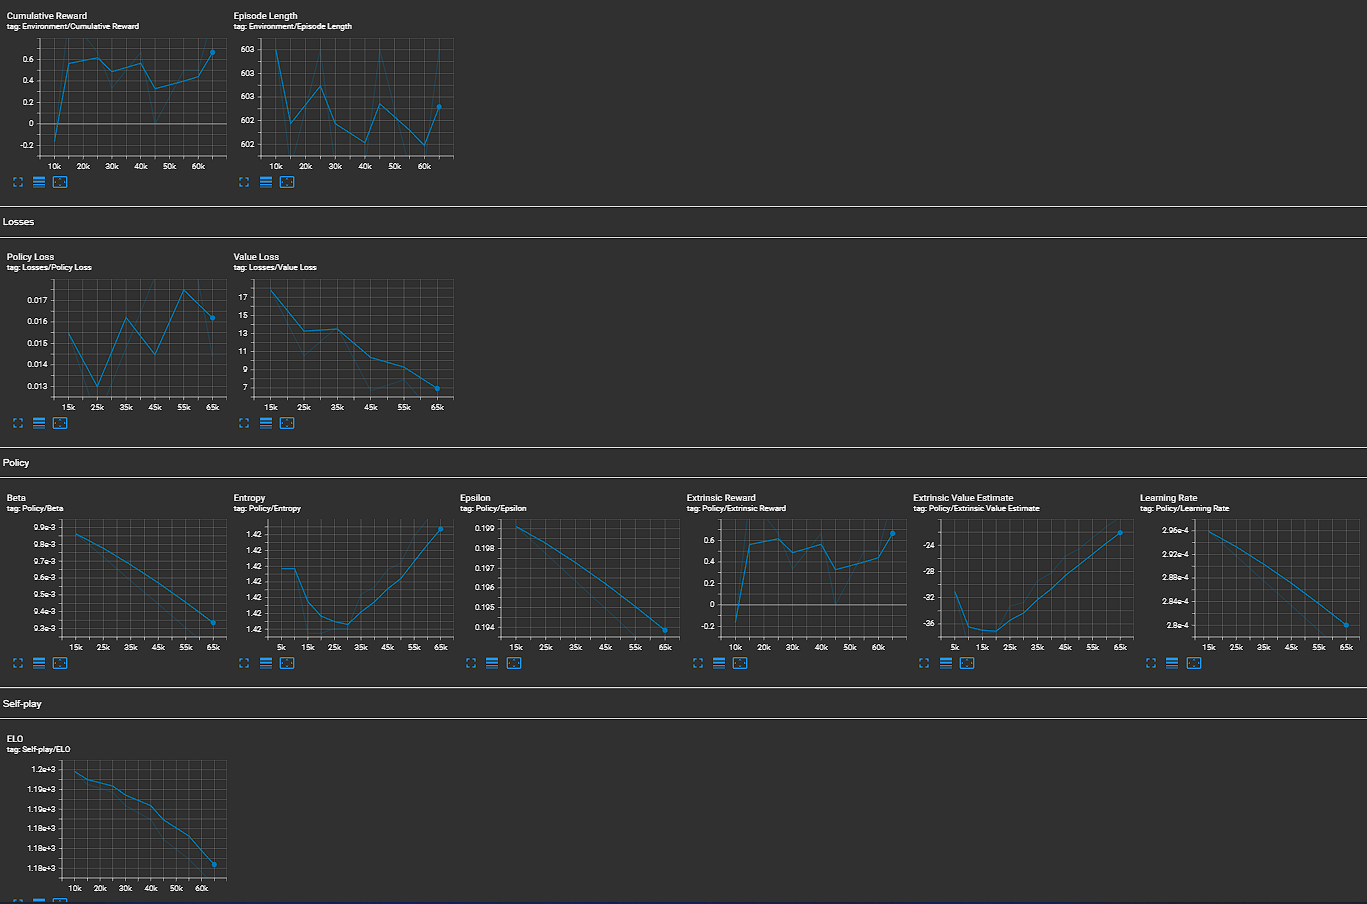 Cumulative Reward
tag: Environment/Cumulative Reward
0.6
0.4
0.2
0
-0.2
10k 20k 30k 40k 50k 60k
Episode Length
tag: Environment/Episode Length
603
603
603
602
602
10k 20k 30k 40k 50k 60k
Losses
Policy Loss
tag: Losses/Policy Loss
0.017
0.016
0.015
0.014
0.013
15k 25k 35k 45k 55k 65k
Value Loss
tag: Losses/Value Loss
17
15
13
11
9
7
15k 25k 35k 45k 55k 65k
Policy
Beta
tag: Policy/Beta
9.9e-3
9.8e-3
9.7e-3
9.6e-3
9.5e-3
9.4e-3
9.3e-3
15k 25k 35k 45k 55k 65k
Entropy
tag: Policy/Entropy
1.42
1.42
1.42
1.42
1.42
1.42
1.42
5k 15k 25k 35k 45k 55k 65k
Epsilon
tag: Policy/Epsilon
0.199
0.198
0.197
0.196
0.195
0.194
15k 25k 35k 45k 55k 65k
Extrinsic Reward
tag: Policy/Extrinsic Reward
0.6
0.4
0.2
0
-0.2
10k 20k 30k 40k 50k 60k
Extrinsic Value Estimate
tag: Policy/Extrinsic Value Estimate
-24
-28
-32
-36
5k 15k 25k 35k 45k 55k 65k
Learning Rate
tag: Policy/Learning Rate
2.96e-4
2.92e-4
2.88e-4
2.84e-4
2.8e-4
15k 25k 35k 45k 55k 65k
Self-play
ELO
tag: Self-play/ELO
1.2e+3
1.19e+3
1.19e+3
1.18e+3
1.18e+3
1.18e+3
10k 20k 30k 40k 50k 60k